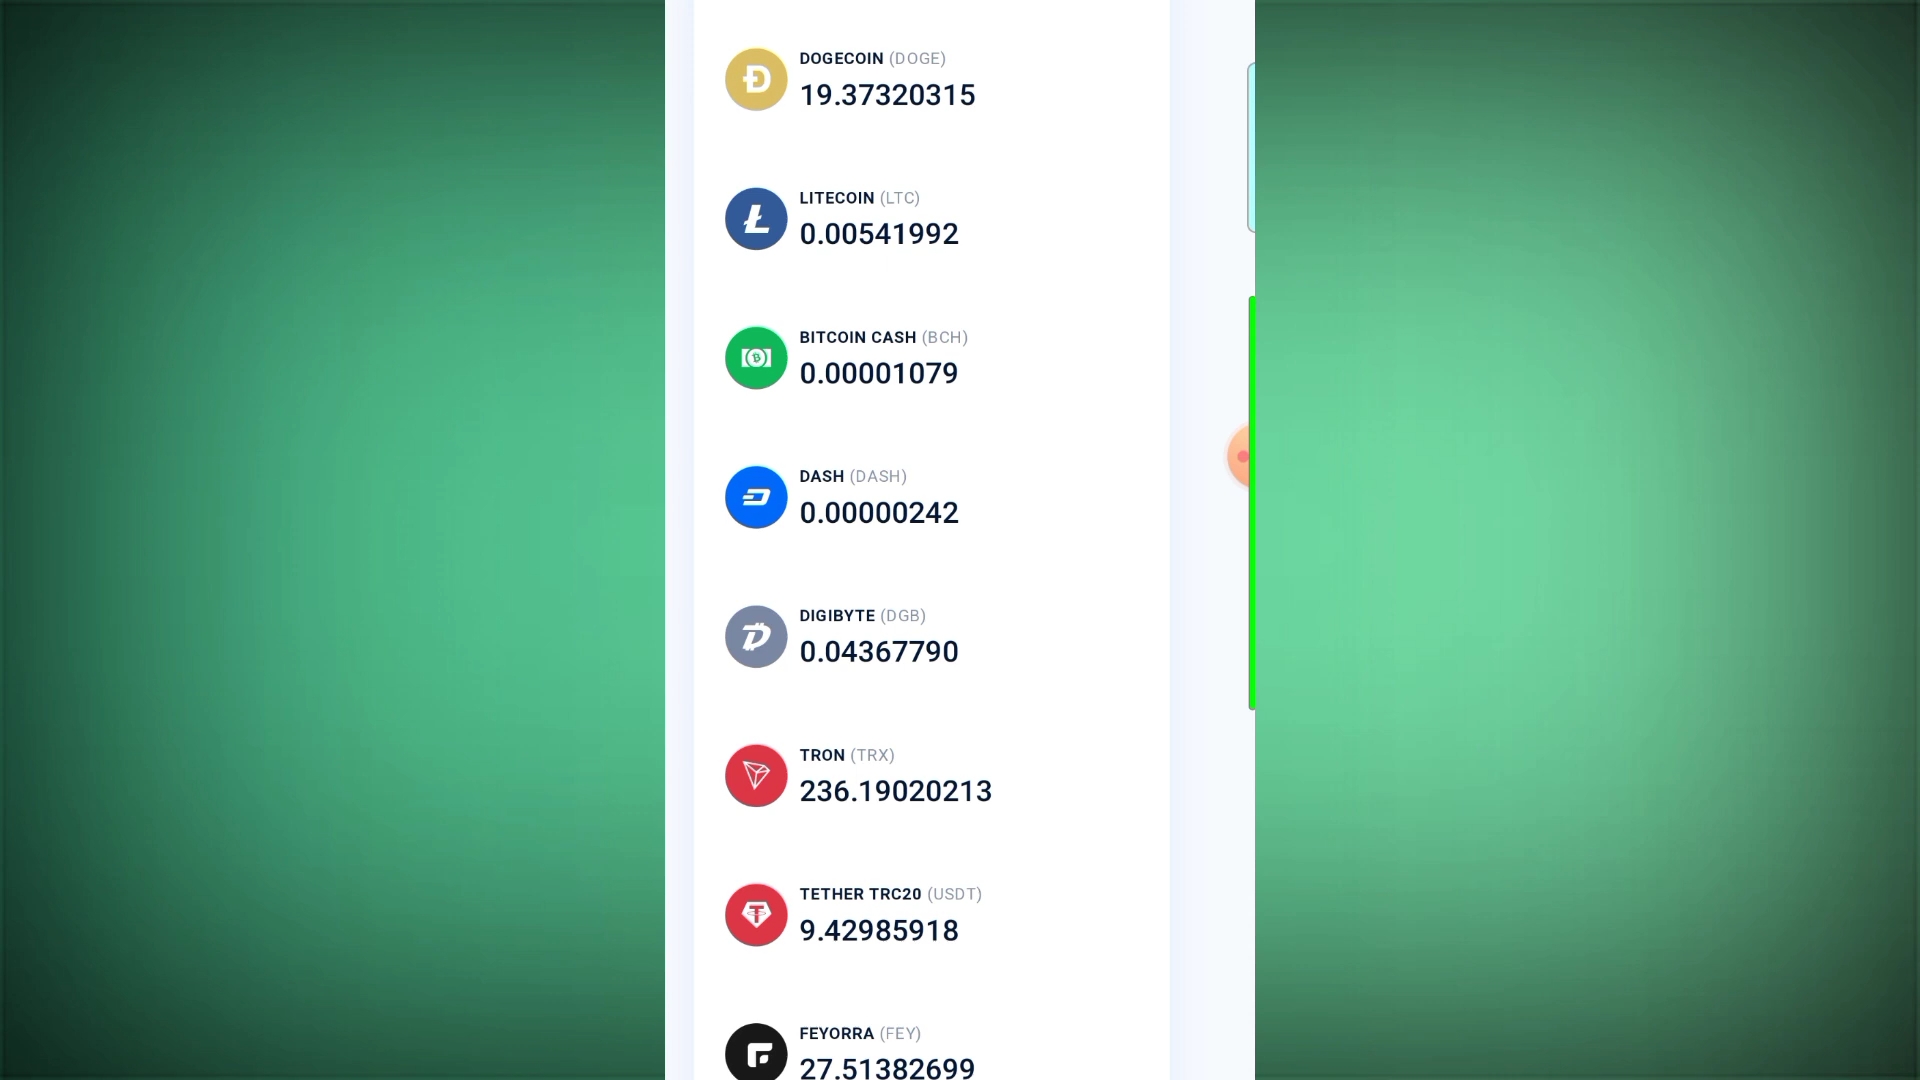 DOGECOIN (DOGE)
19.37320315
LITECOIN (LTC)
0.00541992
BITCOIN CASH (BCH)
0.00001079
DASH (DASH)
0.00000242
DIGIBYTE (DGB)
0.04367790
TRON (TRX)
236.19020213
TETHER TRC20 (USDT)
9.42985918
FEYORRA (FEY)
27.51382699